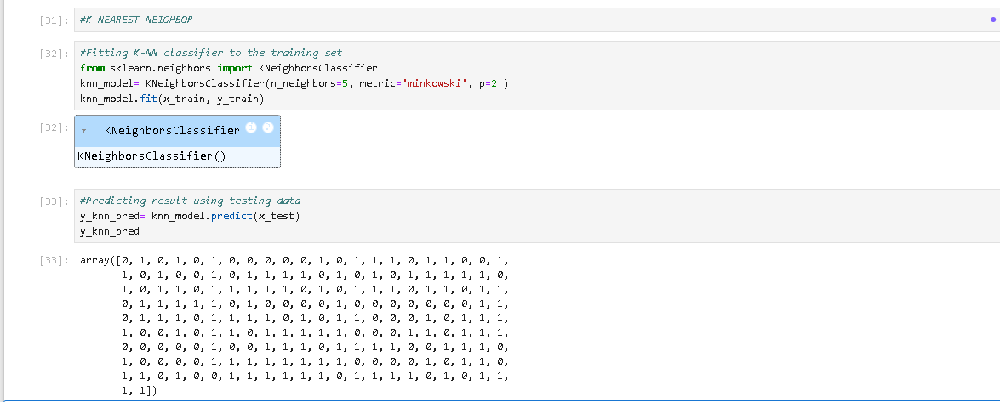 [31]: #K NEAREST NEIGHBOR
[32]: #Fitting K-NN classifier to the training set
from sklearn.neighbors import KNeighborsClassifier
knn_model= KNeighborsClassifier(n_neighbors=5, metric='minkowski', p=2 )
knn_model.fit(x_train, y_train)
[32]: KNeighborsClassifier i ?
KNeighborsClassifier()
[33]: #Predicting result using testing data
y_knn_pred= knn_model.predict(x_test)
y_knn_pred
[33]: array([0, 1, 0, 1, 0, 1, 0, 0, 0, 0, 0, 1, 0, 1, 1, 1, 0, 1, 1, 0, 0, 1,
1, 0, 1, 0, 0, 1, 0, 1, 1, 1, 1, 0, 1, 0, 1, 0, 1, 1, 1, 1, 1, 0,
1, 0, 1, 1, 0, 1, 1, 1, 1, 1, 0, 0, 1, 0, 1, 1, 1, 0, 1, 0, 1, 1,
0, 1, 1, 1, 1, 1, 0, 1, 0, 0, 0, 0, 1, 0, 0, 0, 0, 0, 0, 0, 1, 1,
0, 1, 1, 1, 0, 1, 1, 1, 1, 0, 1, 0, 1, 1, 0, 0, 0, 1, 0, 1, 1, 1,
1, 0, 0, 1, 0, 1, 1, 0, 1, 1, 1, 1, 1, 0, 0, 0, 1, 0, 1, 1, 1, 1,
0, 0, 0, 0, 0, 1, 0, 0, 1, 1, 1, 0, 1, 1, 1, 1, 0, 0, 1, 1, 1, 0,
1, 0, 0, 0, 0, 1, 1, 0, 1, 1, 1, 1, 1, 1, 0, 0, 0, 0, 1, 0, 1, 1, 0,
1, 1, 0, 1, 0, 0, 1, 1, 1, 1, 1, 1, 0, 1, 1, 1, 1, 0, 1, 0, 1, 1,
1, 1])